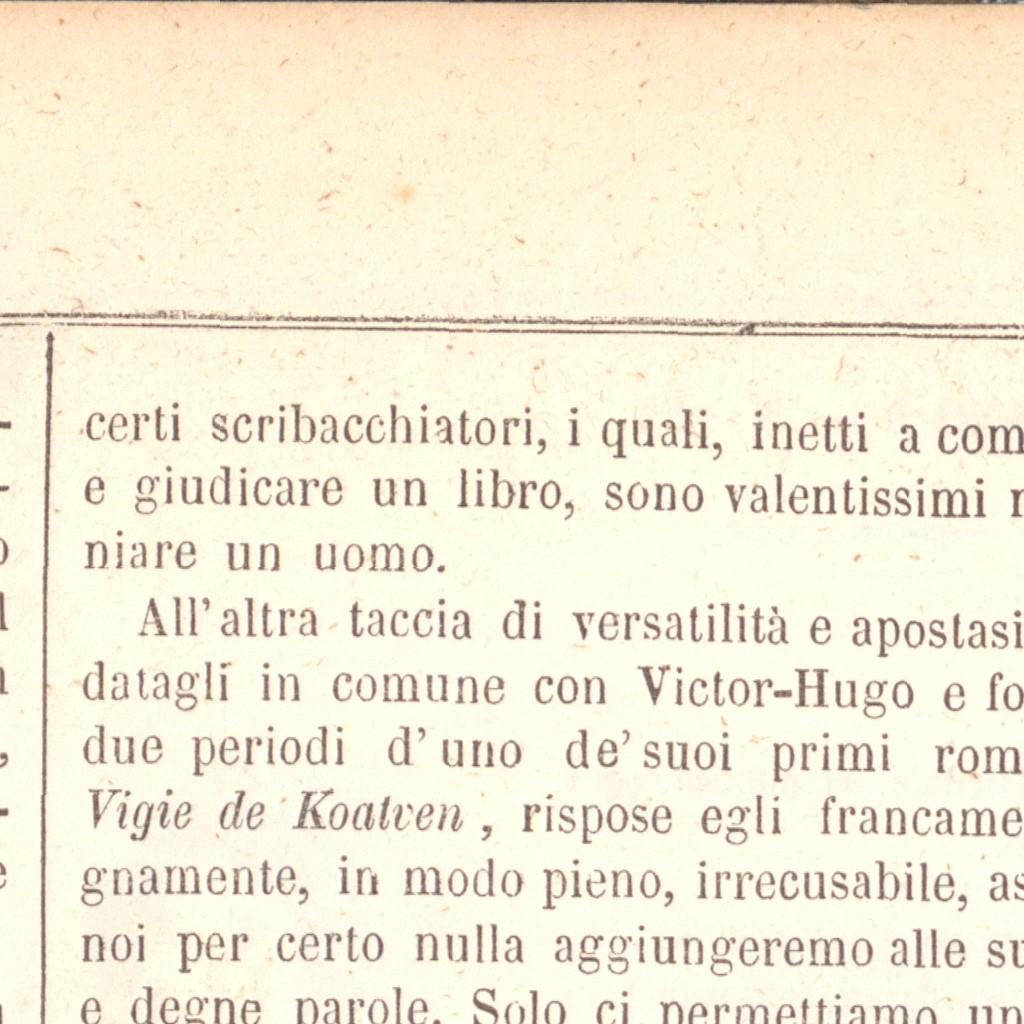 certi scribacchiatori, i quali, inetti a com
e giudicare un libro, sono valentissimi
niare un uomo.
All'altra taccia di versatilità e apostasi
datagli in comune con Victor-Hugo e fo
due periodi d'uno de'suoi primi rom
Vigie de Koatven, rispose egli francame
gnamente, in modo pieno, irrecusabile, as
noi per certo nulla aggiungeremo alle su
e degne parole. Solo ci permettiamo un